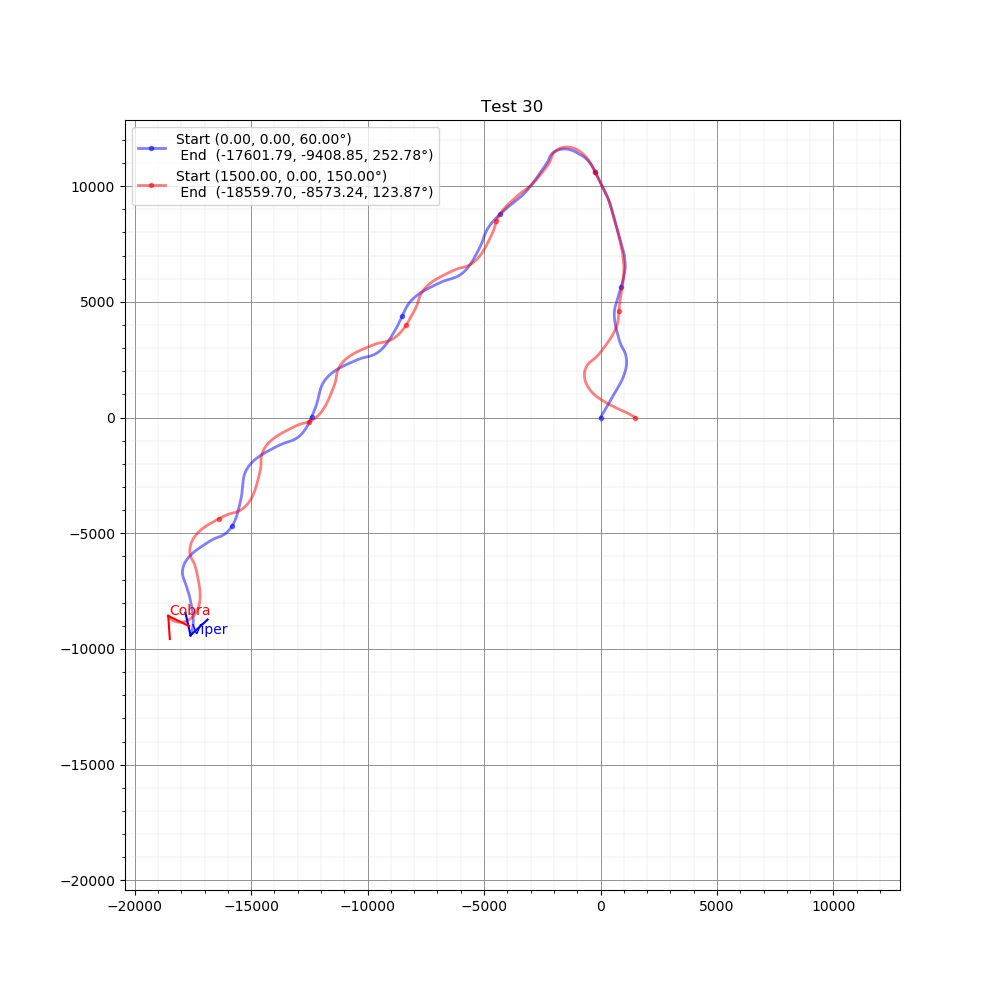 Test 30
Start (0.00, 0.00, 60.00°)
End (-17601.79, -9408.85, 252.78°)
Start (1500.00, 0.00, 150.00°)
End (-18559.70, -8573.24, 123.87°)
10000
5000
0
−5000
−10000
−15000
−20000
Cobra
Viper
−20000 −15000 −10000 −5000 0 5000 10000